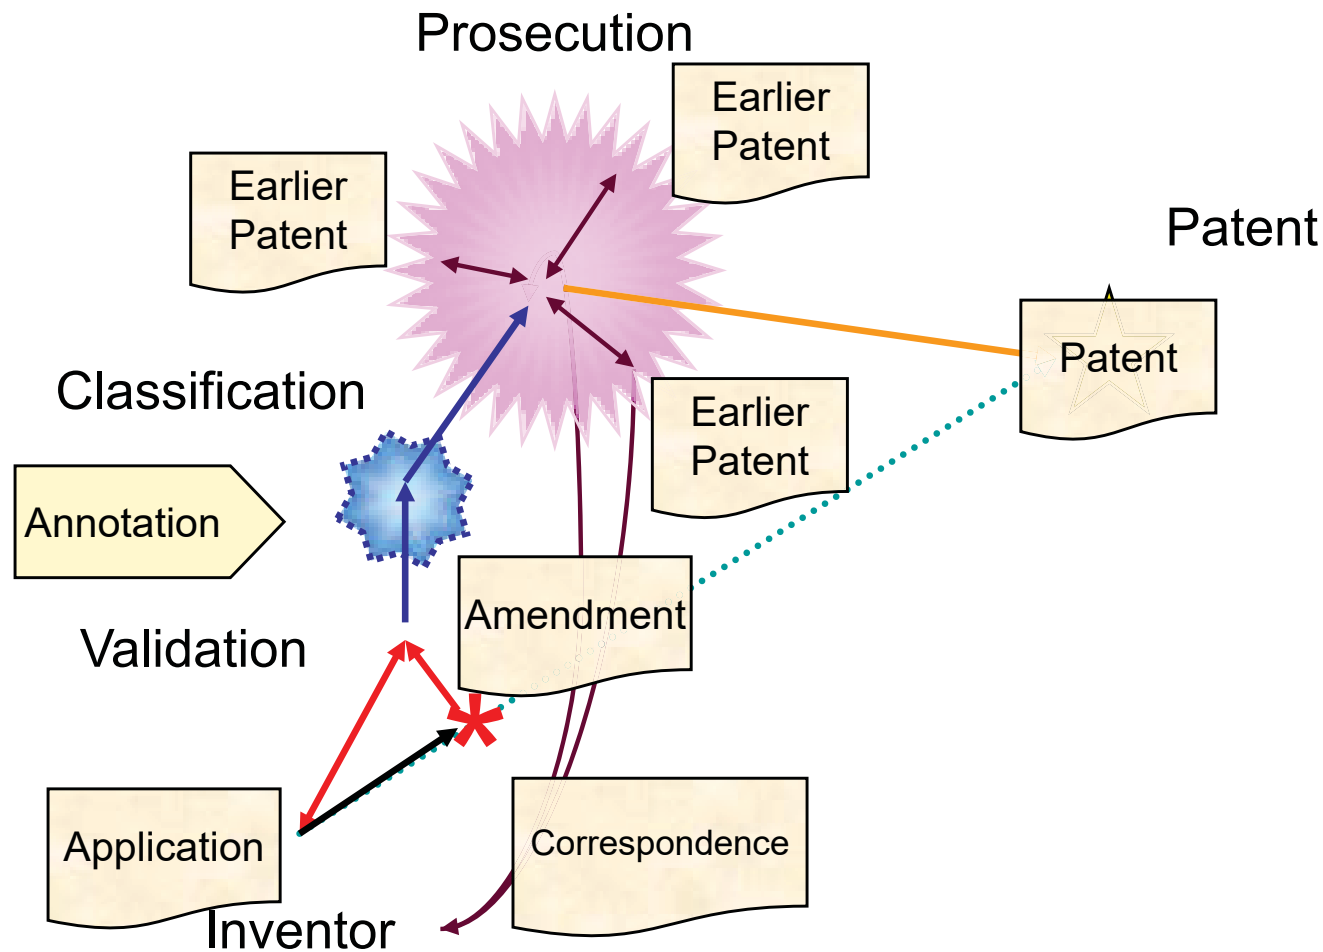 Prosecution
Earlier
Patent
Earlier
Patent
Patent
Patent
Classification
Earlier
Patent
Annotation
Amendment
Validation
Application
Correspondence
Inventor